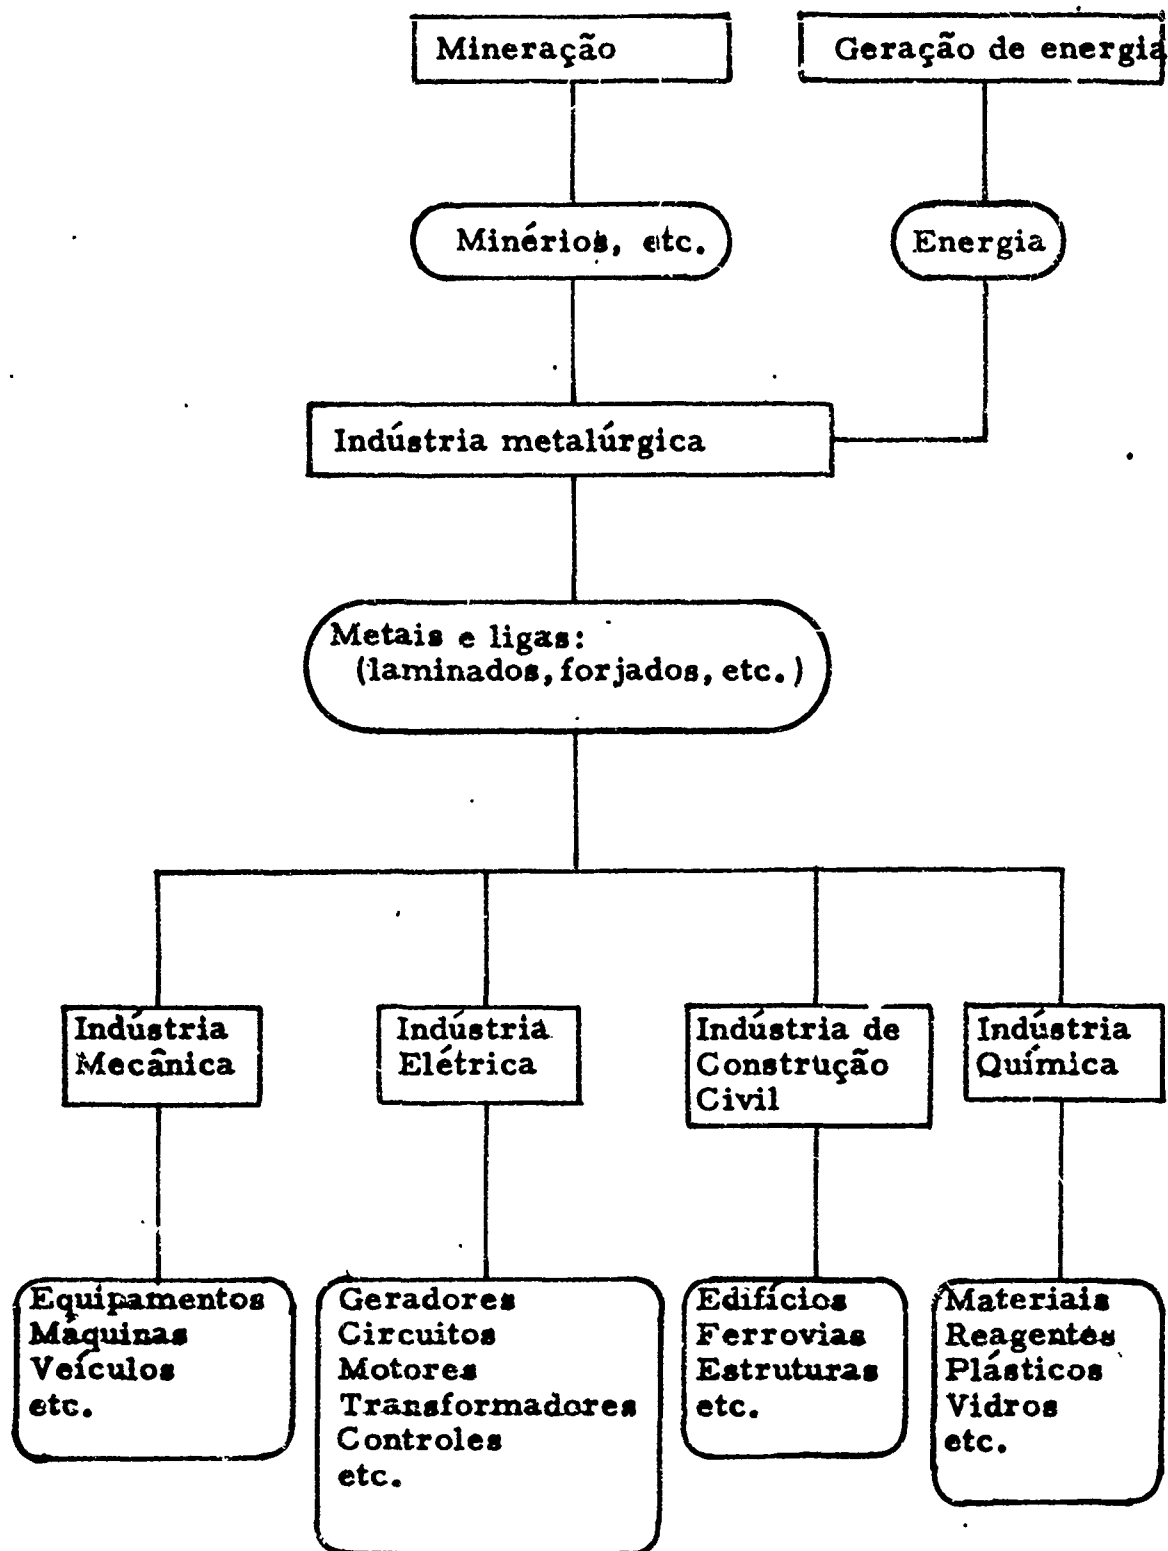 Mineração
Geração de energia
Minérios, etc.
Energia
Indústria metalúrgica
Metais e ligas:
(laminados, forjados, etc.)
Indústria
Mecânica
Indústria
Elétrica
Indústria de
Construção
Civil
Indústria
Química
Equipamentos
Máquinas
Veículos
etc.
Geradores
Circuitos
Motores
Transformadores
Controles
etc.
Edifícios
Ferrovias
Estruturas
etc.
Materiais
Reagentes
Plásticos
Vidros
etc.